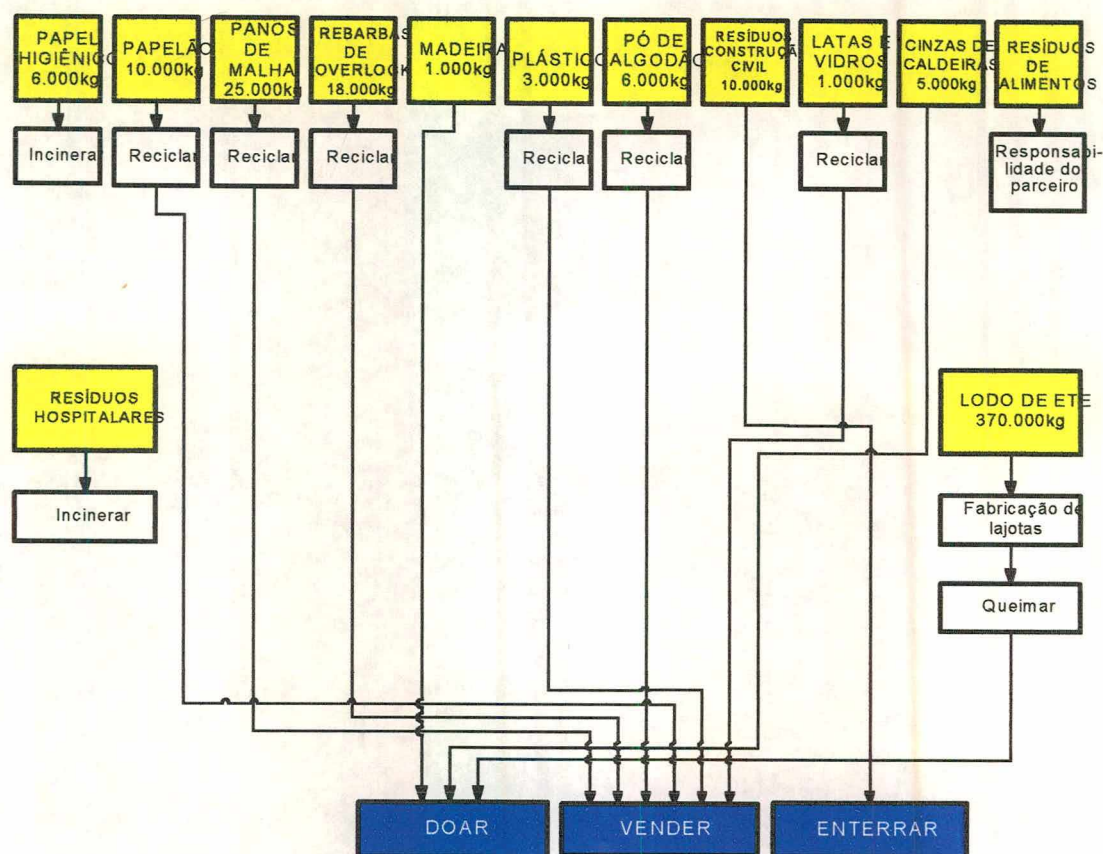 PAPEL
HIGIÊNICO
6.000kg
PAPELÃO
10.000kg
PANOS
DE
MALHA
25.000kg
REBARBAS
DE
OVERLOCK
18.000kg
MADEIRA
1.000kg
PLÁSTICO
3.000kg
PÓ DE
ALGODÃO
6.000kg
RESÍDUOS
CONSTRUÇÃ
CIVIL
10.000kg
LATAS E
VIDROS
1.000kg
CINZAS DE
CALDEIRAS
5.000kg
RESÍDUOS
DE
ALIMENTOS
Incinerar
Reciclar
Reciclar
Reciclar
Reciclar
Reciclar
Reciclar
Responsabi-
lidade do
parceiro
RESÍDUOS
HOSPITALARES
Incinerar
LODO DE ETE
370.000kg
Fabricação de
lajotas
Queimar
DOAR
VENDER
ENTERRAR